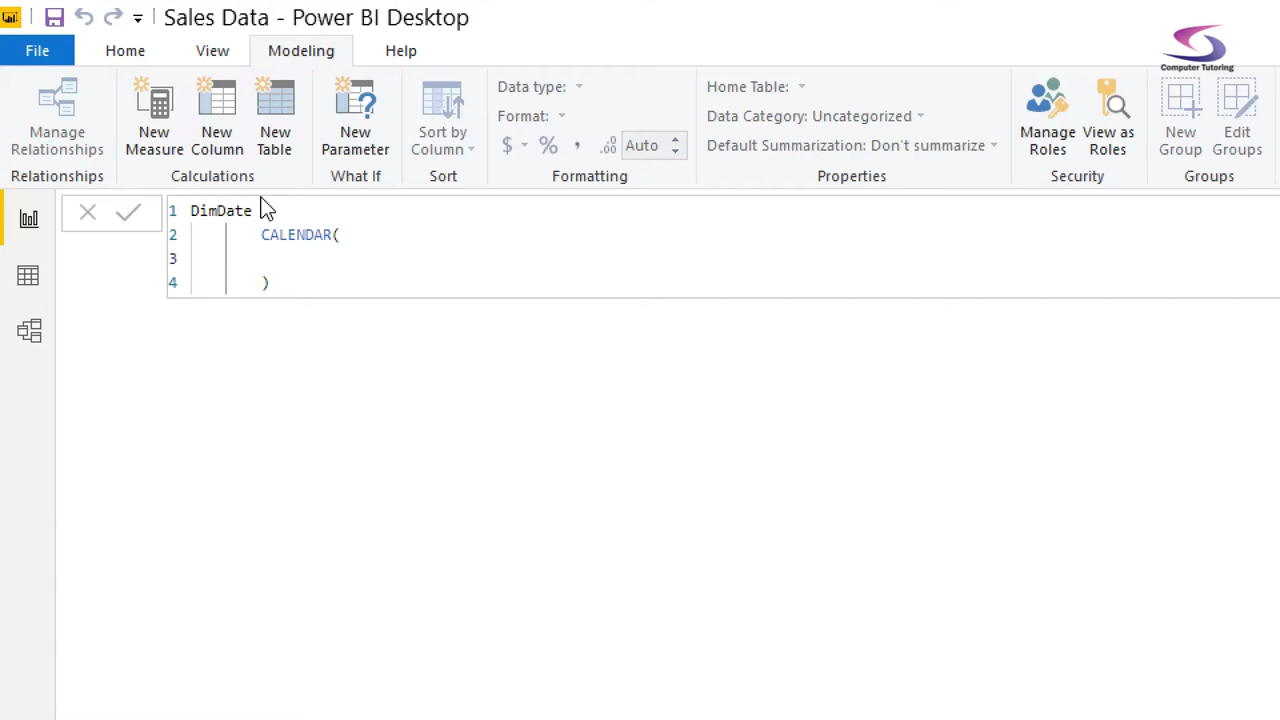 Sales Data - Power BI Desktop
File Home View Modeling Help
Computer Tutoring
Manage Relationships
New Measure
New Column
New Table
New Parameter
Sort by Column
Data type:
Format:
$ % , .00 Auto
Home Table:
Data Category: Uncategorized
Default Summarization: Don't summarize
Manage Roles
View as Roles
New Group
Edit Groups
Relationships Calculations What If Sort Formatting Properties Security Groups
1 DimDate
2 CALENDAR(
3
4 )